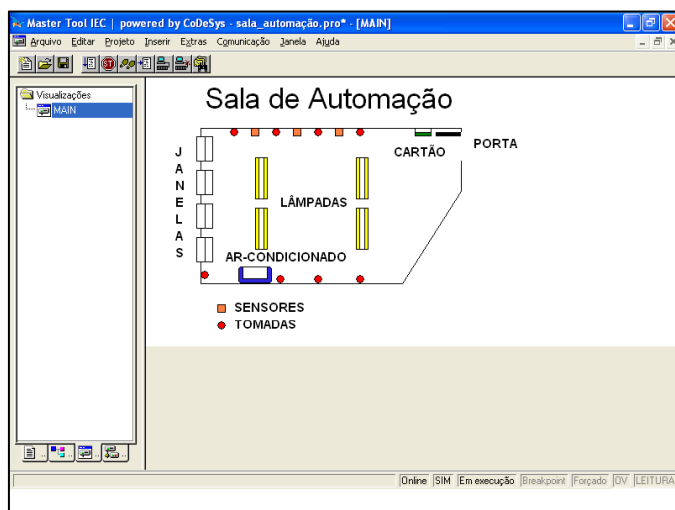 Master Tool IEC | powered by CoDeSys - sala_automação.pro* - [MAIN]
Arquivo Editar Projeto Inserir Extras Comunicação Janela Ajuda
Visualizações
MAIN
Sala de Automação
CARTÃO
PORTA
JANELAS
LÂMPADAS
AR-CONDICIONADO
SENSORES
TOMADAS
Online SIM Em execução Breakpoint Forçado OV LEITURA